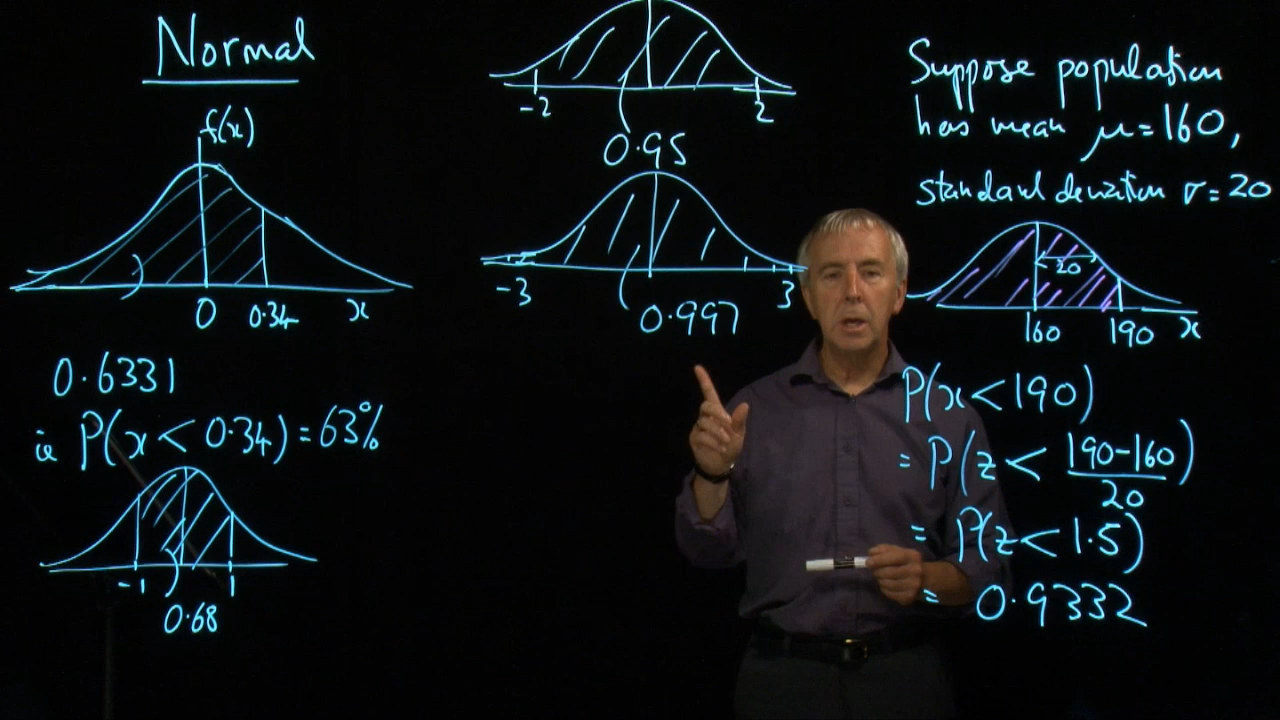 Normal
f(x)
0 0.34 x
0.6331
ie P(x < 0.34) = 63%
-1 1
0.68
-2 2
0.95
-3 3
0.997
Suppose population
has mean μ = 160,
standard deviation σ = 20
20
160 190 x
P(x < 190)
= P(z < 190-160/20)
= P(z < 1.5)
= 0.9332